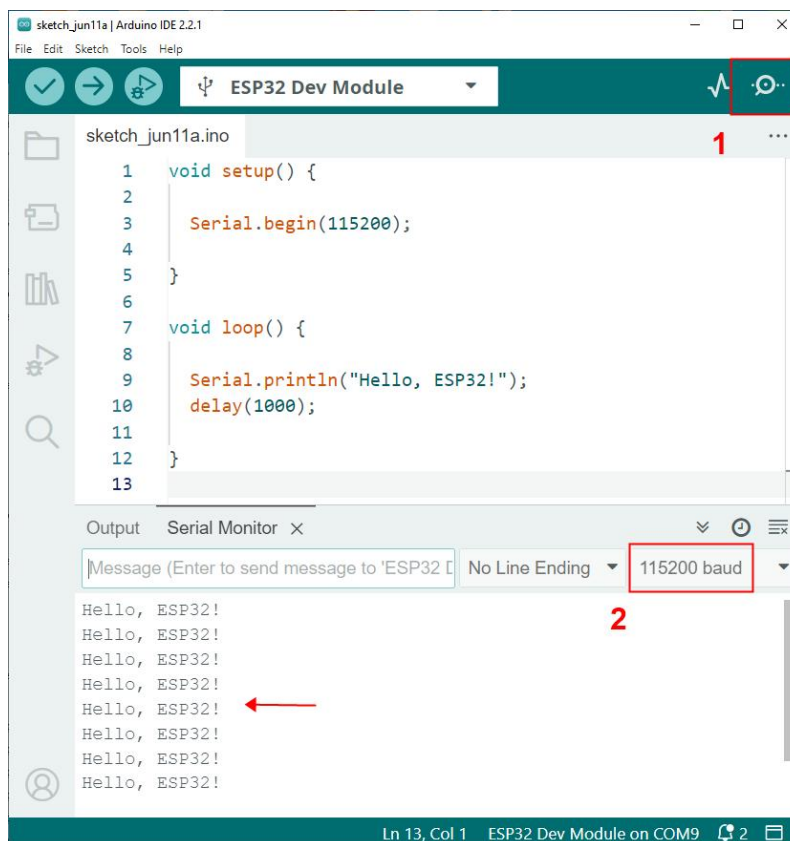 sketch_jun11a | Arduino IDE 2.2.1
File Edit Sketch Tools Help
ESP32 Dev Module
1
sketch_jun11a.ino
1 void setup() {
2
3 Serial.begin(115200);
4
5 }
6
7 void loop() {
8
9 Serial.println("Hello, ESP32!");
10 delay(1000);
11
12 }
13
Output Serial Monitor
Message (Enter to send message to 'ESP32 D
No Line Ending 115200 baud
2
Hello, ESP32!
Hello, ESP32!
Hello, ESP32!
Hello, ESP32!
Hello, ESP32!
Hello, ESP32!
Hello, ESP32!
Hello, ESP32!
Ln 13, Col 1 ESP32 Dev Module on COM9 2